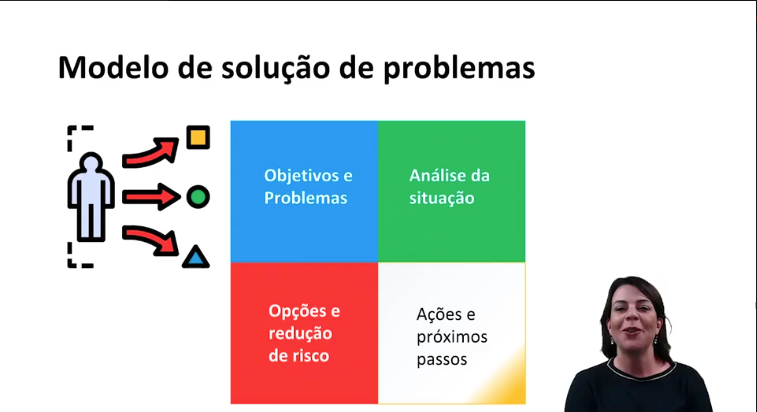 Modelo de solução de problemas
Objetivos e
Problemas
Análise da
situação
Opções e
redução
de risco
Ações e
próximos
passos